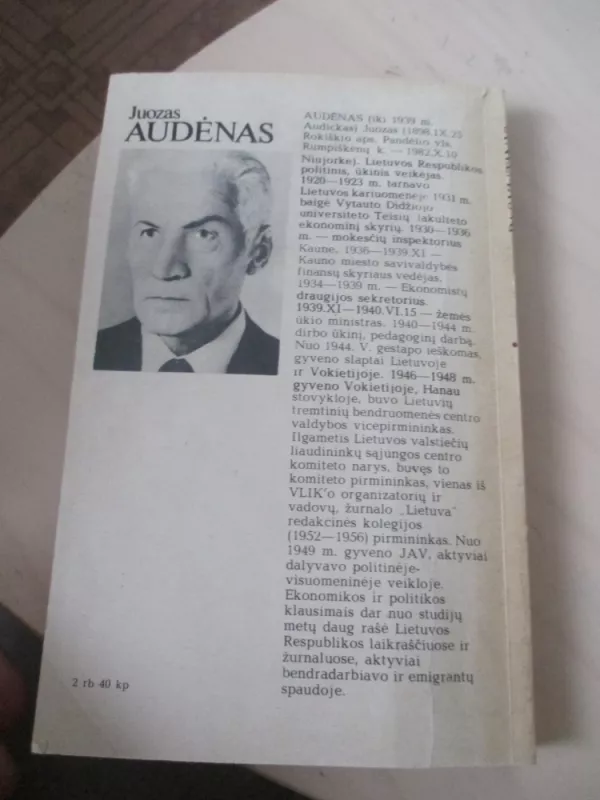 Juozas
AUDĖNAS
AUDĖNAS (iki 1939 m.
Audickas) Juozas (1898.IX.25
Rokiškio aps. Pandėlio vls.
Rumpiškėnų k. — 1982.X.10
Niujorke). Lietuvos Respublikos
politinis, ūkinis veikėjas.
1920—1923 m. tarnavo
Lietuvos kariuomenėje. 1931 m.
baigė Vytauto Didžiojo
universiteto Teisių fakulteto
ekonominį skyrių. 1930—1936
m. — mokesčių inspektorius
Kaune, 1936—1939.XI —
Kauno miesto savivaldybės
finansų skyriaus vedėjas,
1934—1939 m. — Ekonomistų
draugijos sekretorius.
1939.XI—1940.VI.15 — žemės
ūkio ministras. 1940—1944 m.
dirbo ūkinį, pedagoginį darbą.
Nuo 1944. V. gestapo ieškomas,
gyveno slaptai Lietuvoje
ir Vokietijoje. 1946—1948 m.
gyveno Vokietijoje, Hanau
stovykloje, buvo Lietuvių
tremtinių bendruomenės centro
valdybos vicepirmininkas.
Ilgametis Lietuvos valstiečių
liaudininkų sąjungos centro
komiteto narys, buvęs to
komiteto pirmininkas, vienas iš
VLIK'o organizatorių ir
vadovų, žurnalo „Lietuva"
redakcinės kolegijos
(1952—1956) pirmininkas. Nuo
1949 m. gyveno JAV, aktyviai
dalyvavo politinėje-
visuomeninėje veikloje.
Ekonomikos ir politikos
klausimais dar nuo studijų
metų daug rašė Lietuvos
Respublikos laikraščiuose ir
žurnaluose, aktyviai
bendradarbiavo ir emigrantų
spaudoje.
2 rb 40 kp